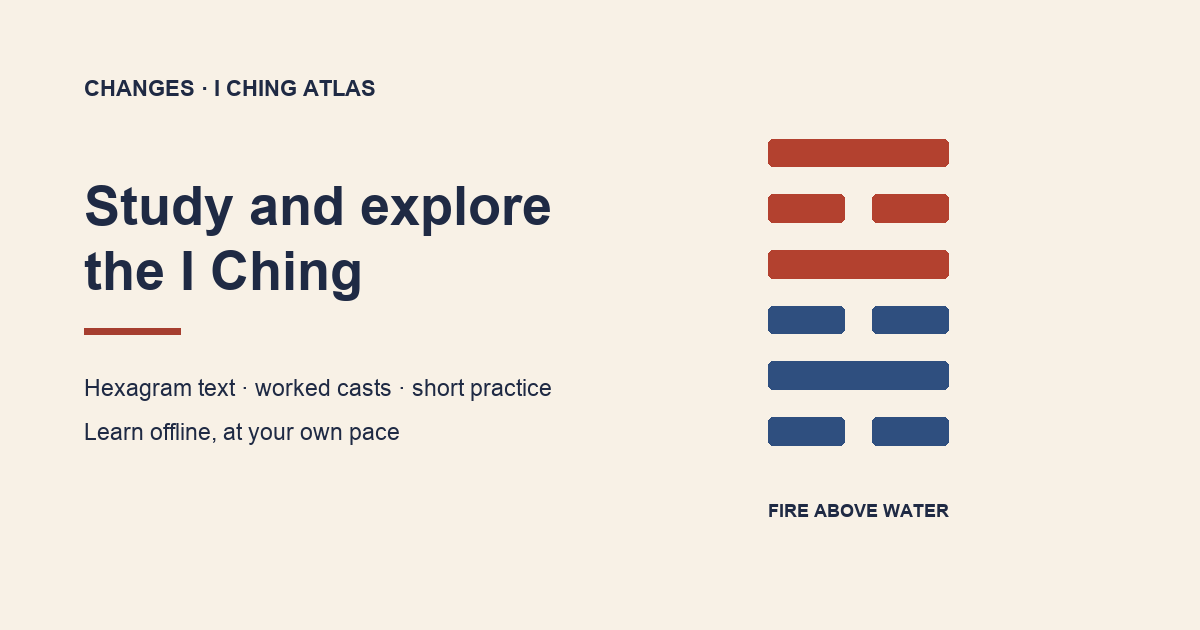 CHANGES · I CHING ATLAS
Study and explore
the I Ching
Hexagram text · worked casts · short practice
Learn offline, at your own pace
FIRE ABOVE WATER